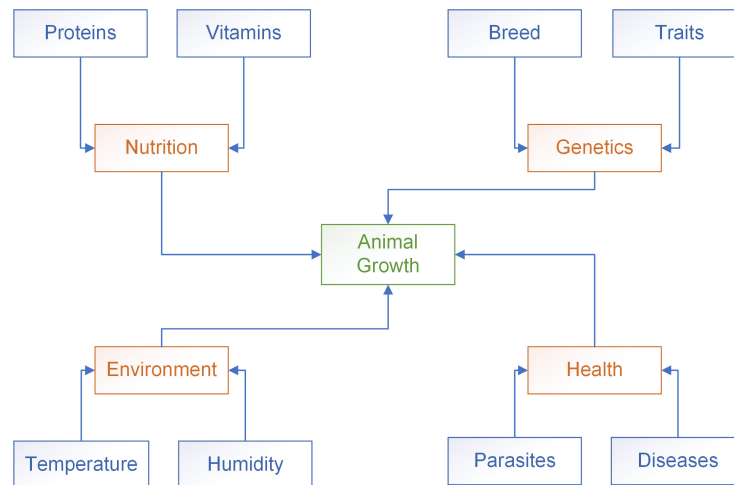 Proteins
Vitamins
Breed
Traits
Nutrition
Genetics
Animal
Growth
Environment
Health
Temperature
Humidity
Parasites
Diseases